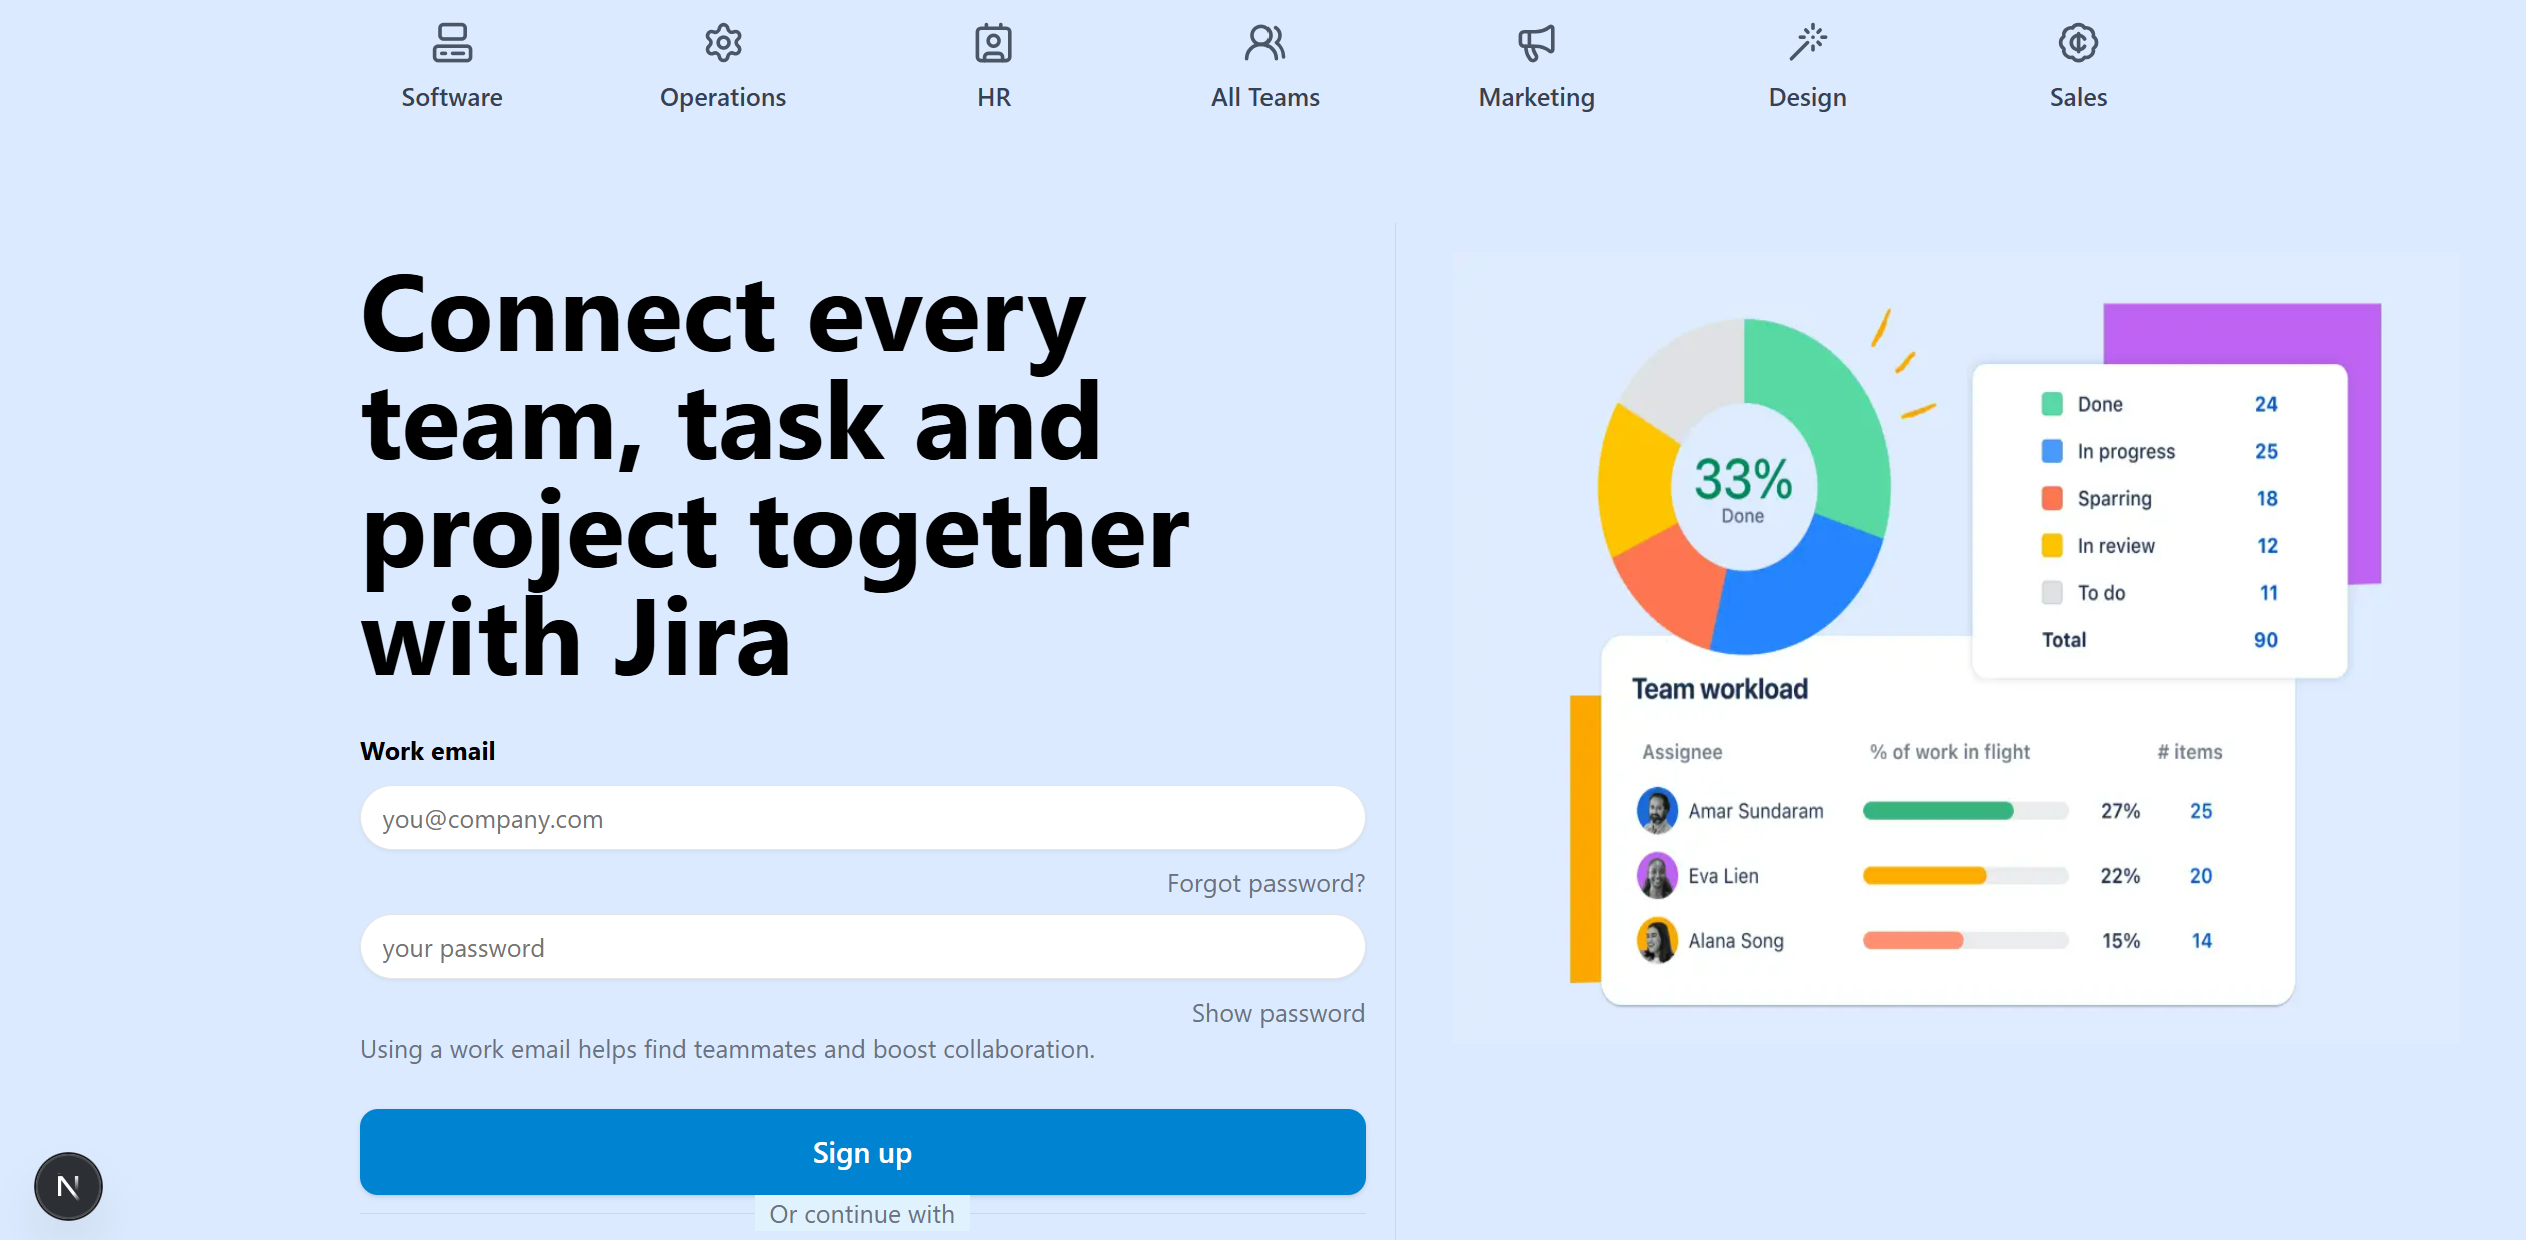 Software Operations HR All Teams Marketing Design Sales
Connect every
team, task and
project together
with Jira
Work email
you@company.com
Forgot password?
your password
Show password
Using a work email helps find teammates and boost collaboration.
Sign up
Or continue with
N
33%
Done
Done 24
In progress 25
Sparring 18
In review 12
To do 11
Total 90
Team workload
Assignee % of work in flight # items
Amar Sundaram 27% 25
Eva Lien 22% 20
Alana Song 15% 14